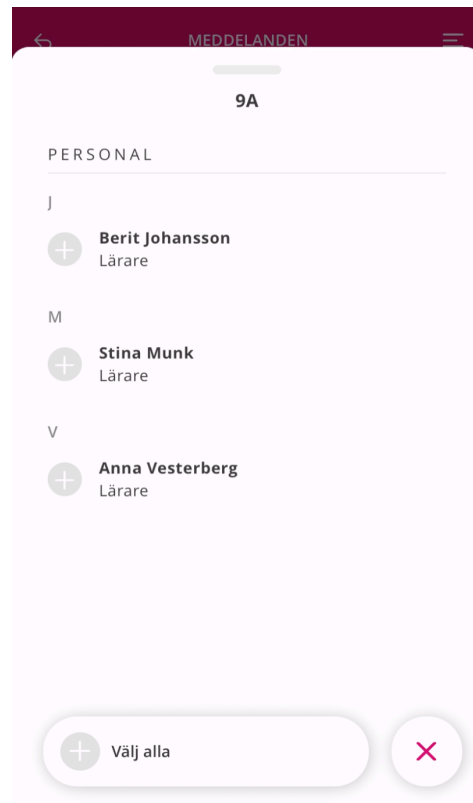 MEDDELANDEN
9A
PERSONAL
J
Berit Johansson
Lärare
M
Stina Munk
Lärare
V
Anna Vesterberg
Lärare
Välj alla